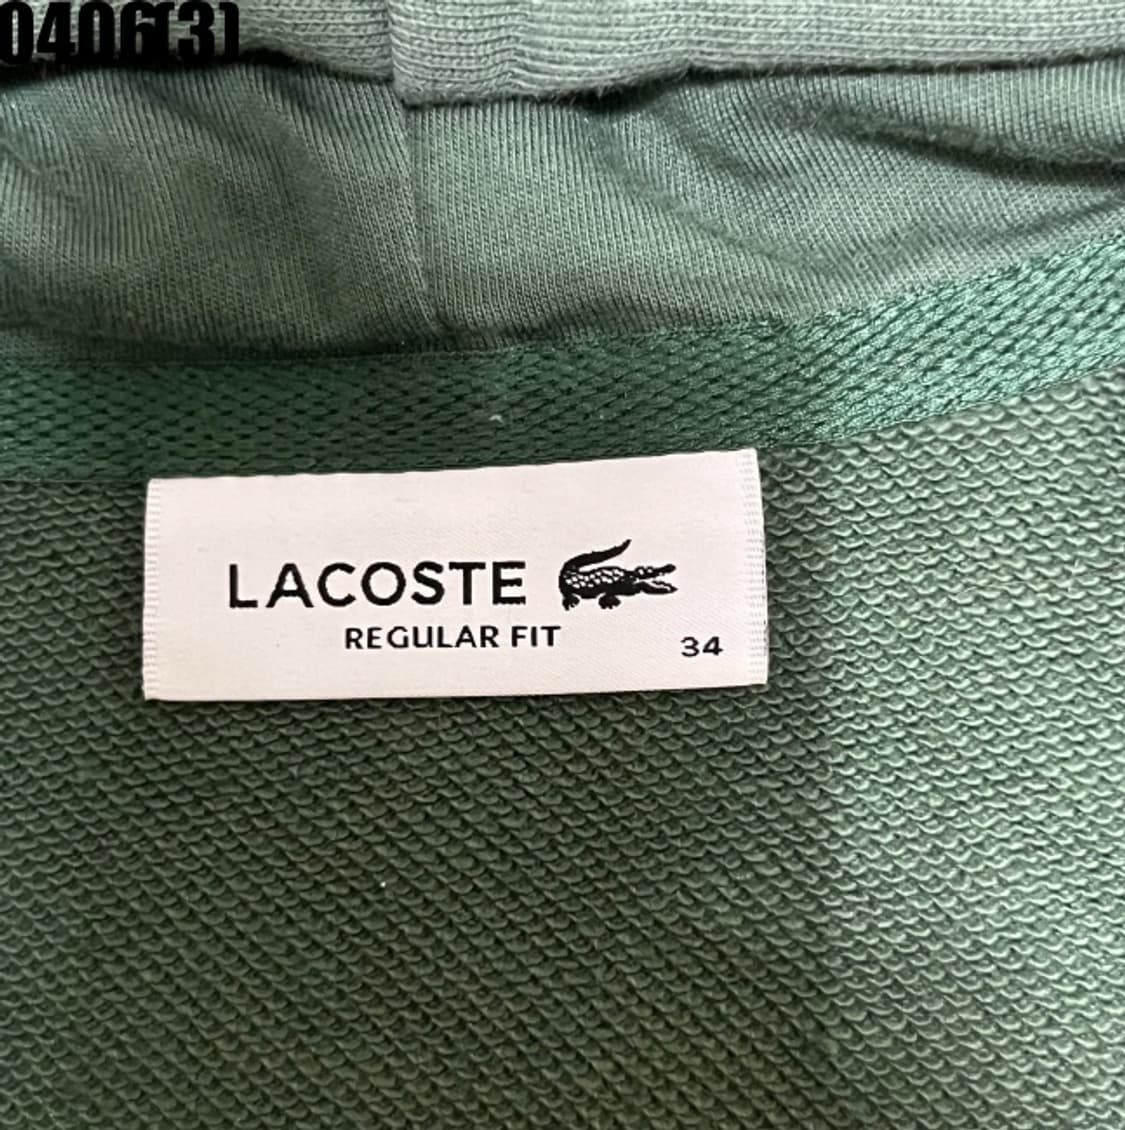 0406(3)
LACOSTE
REGULAR FIT
34